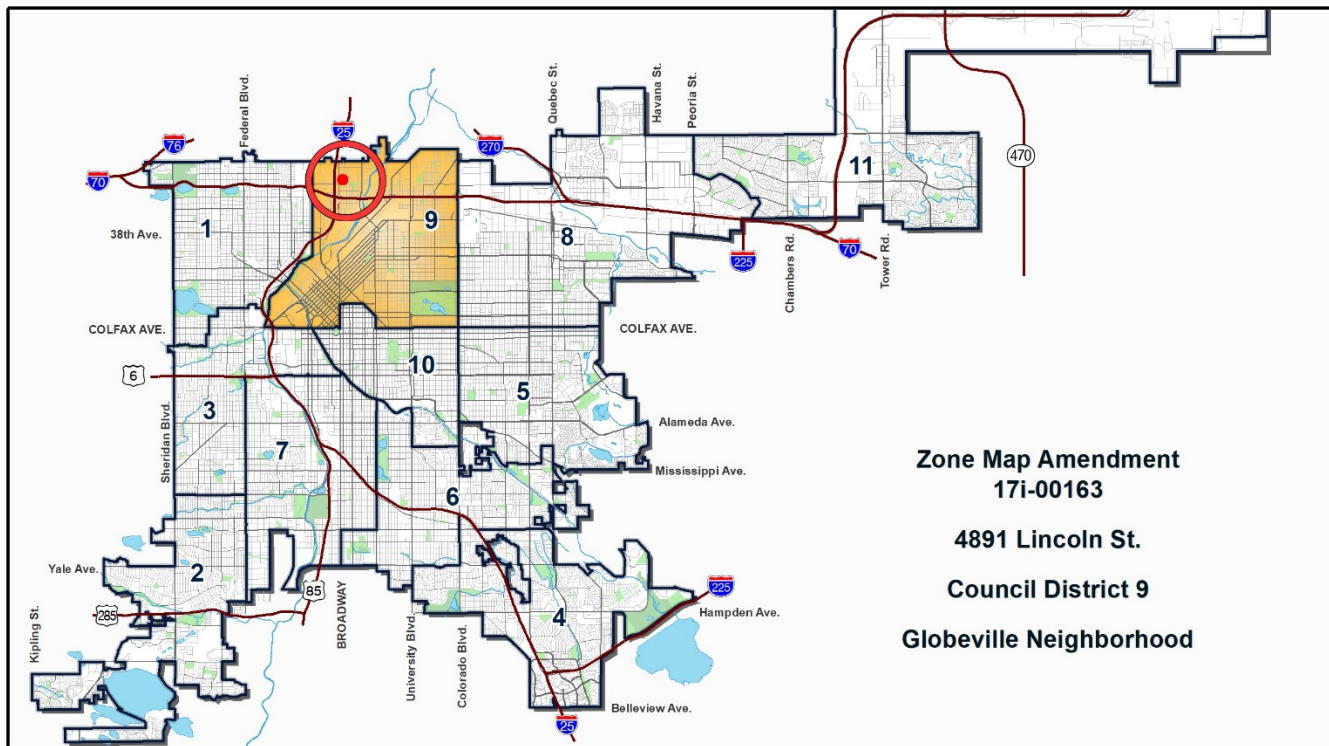 Federal Blvd.
25
Quebec St.
Havana St.
Peoria St.
76
270
470
70
11
9
1
38th Ave.
8
225
Chambers Rd.
70
Tower Rd.
COLFAX AVE.
COLFAX AVE.
10
6
5
3
Sheridan Blvd.
Alameda Ave.
7
Mississippi Ave.
6
Zone Map Amendment
17i-00163
4891 Lincoln St.
Council District 9
Globeville Neighborhood
Yale Ave.
2
85
BROADWAY
University Blvd.
Colorado Blvd.
4
225
Hampden Ave.
285
Kipling St.
Belleview Ave.
25